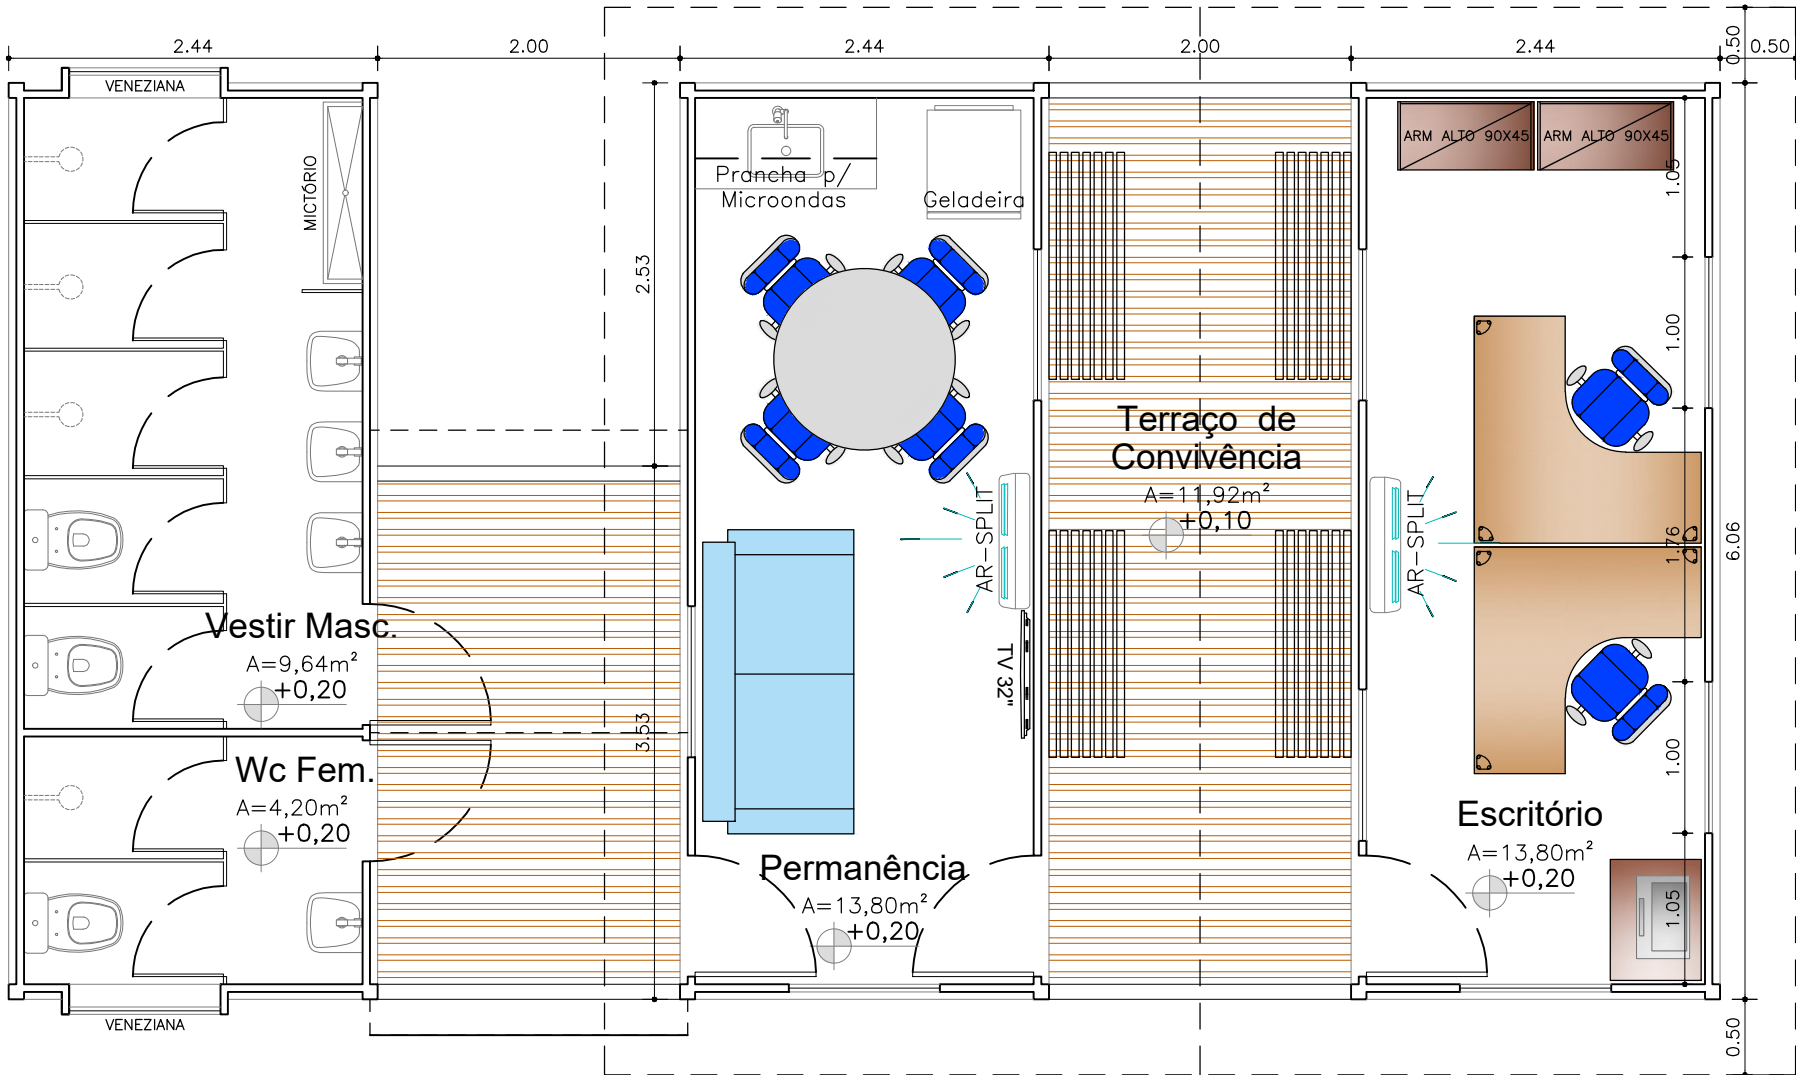 2.44
2.00
2.44
2.00
2.44
0.50
0.50
VENEZIANA
MICTÓRIO
Prancha p/
Microondas
Geladeira
ARM ALTO 90X45
ARM ALTO 90X45
1.05
2.53
1.00
Terraço de
Convivência
A=11,92m²
+0,10
AR-SPLIT
AR-SPLIT
1.76
6.06
Vestir Masc.
A=9,64m²
+0,20
TV 32"
3.53
Wc Fem.
A=4,20m²
+0,20
1.00
Escritório
A=13,80m²
+0,20
Permanência
A=13,80m²
+0,20
1.05
VENEZIANA
0.50